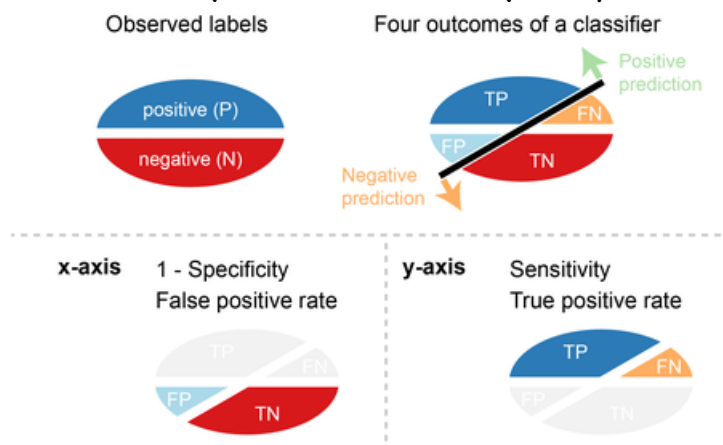 Observed labels
Four outcomes of a classifier
positive (P)
negative (N)
Positive
prediction
TP
FN
FP
TN
Negative
prediction
x-axis
1 - Specificity
False positive rate
TP
FN
FP
TN
y-axis
Sensitivity
True positive rate
TP
FN
FP
TN